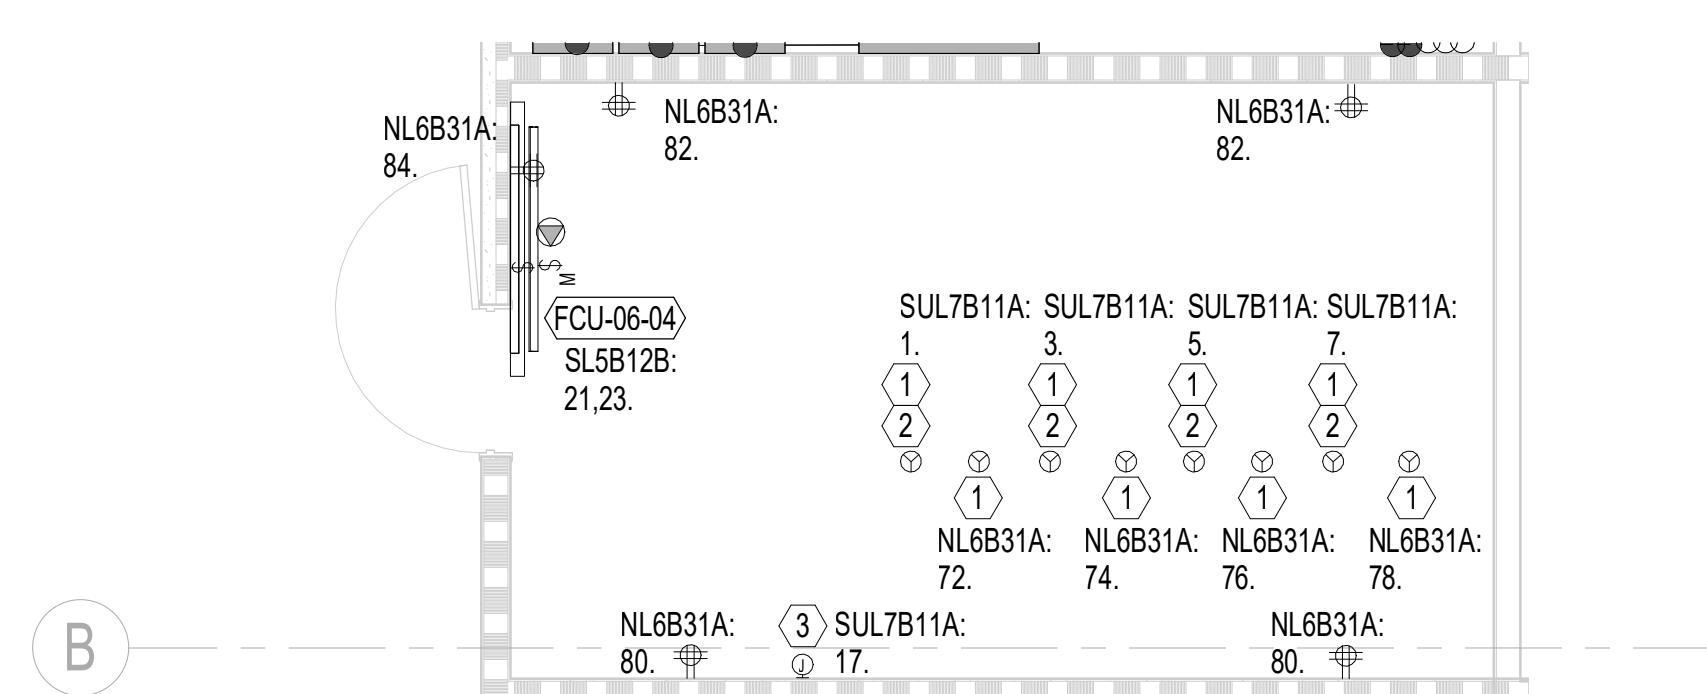 NL6B31A:
82.
NL6B31A:
82.
NL6B31A:
84.
$
$
M
FCU-06-04
SL5B12B:
21,23.
SUL7B11A:
1.
SUL7B11A:
3.
SUL7B11A:
5.
SUL7B11A:
7.
1
2
1
2
1
2
1
2
1
NL6B31A:
72.
1
NL6B31A:
74.
1
NL6B31A:
76.
1
NL6B31A:
78.
B
NL6B31A:
80.
3
SUL7B11A:
17.
J
NL6B31A:
80.